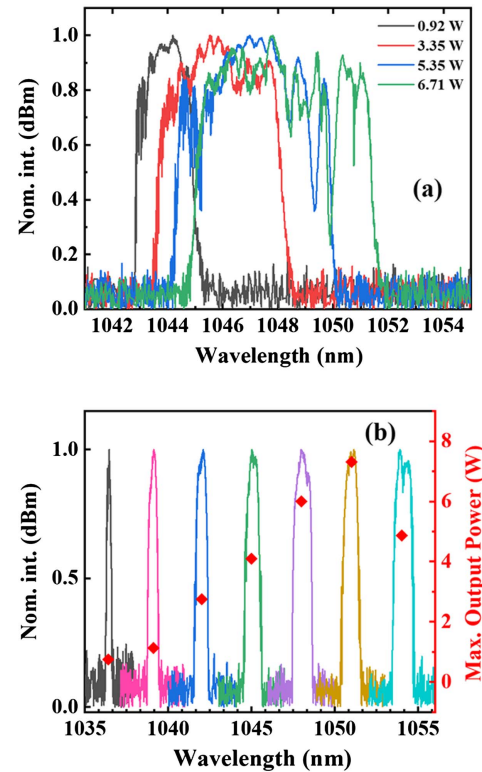 (a)
0.92 W
3.35 W
5.35 W
6.71 W
Nom. int. (dBm)
1.0
0.8
0.6
0.4
0.2
0.0
1042 1044 1046 1048 1050 1052 1054
Wavelength (nm)
(b)
Nom. int. (dBm)
1.0
0.5
0.0
1035 1040 1045 1050 1055
Wavelength (nm)
8
6
4
2
0
Max. Output Power (W)
(a)